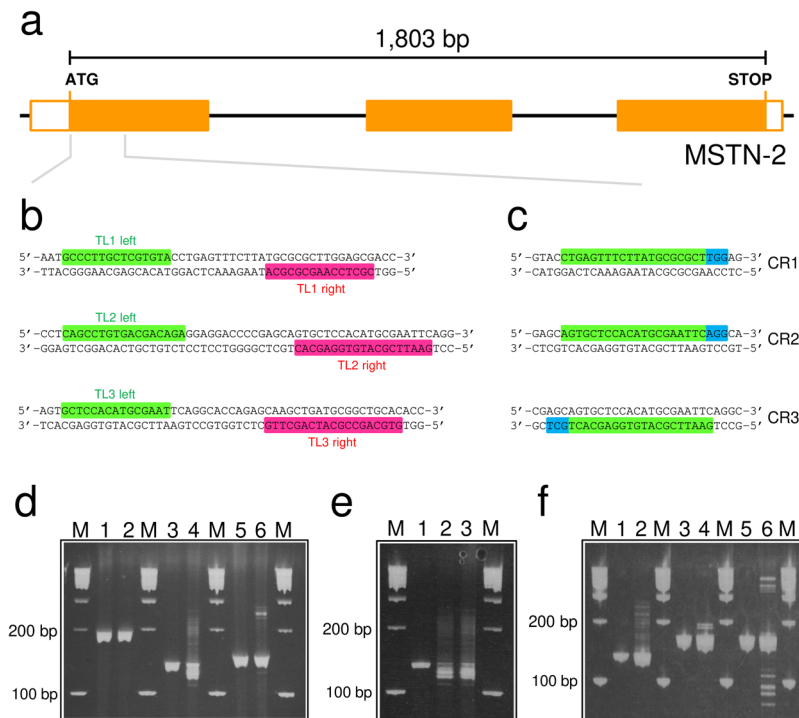 a
1,803 bp
ATG
STOP
MSTN-2
b
TL1 left
5′-AATGCCCTTGCTCGTGTACCTGAGTTTCTTATGCGCGCTTGGAGCGACC-3′
3′-TTACGGGAACGAGCACATGGACTCAAAGAATACGCGCGAACCTCGCTGG-5′
TL1 right
TL2 left
5′-CCTCAGCCTGTGACGACAGAGGAGGACCCCGAGCAGTGCTCCACATGCGAATTCAGG-3′
3′-GGAGTCGGACACTGCTGTCTCCTCCTGGGGCTCGTCACGAGGTGTACGCTTAAGTCC-5′
TL2 right
TL3 left
5′-AGTGCTCCACATGCGAATTCAGGCACCAGAGCAAGCTGATGCGGCTGCACACC-3′
3′-TCACGAGGTGTACGCTTAAGTCCGTGGTCTCGTTCGACTACGCCGACGTGTGG-5′
TL3 right
c
5′-GTACCTGAGTTTCTTATGCGCGCTTGGAG-3′
3′-CATGGACTCAAAGAATACGCGCGAACCTC-5′
CR1
5′-GAGCAGTGCTCCACATGCGAATTCAGGCA-3′
3′-CTCGTCACGAGGTGTACGCTTAAGTCCGT-5′
CR2
5′-CGAGCAGTGCTCCACATGCGAATTCAGGC-3′
3′-GCTCGTCACGAGGTGTACGCTTAAGTCCG-5′
CR3
d
M 1 2 M 3 4 M 5 6 M
200 bp
100 bp
e
M 1 2 3 M
200 bp
100 bp
f
M 1 2 M 3 4 M 5 6 M
200 bp
100 bp